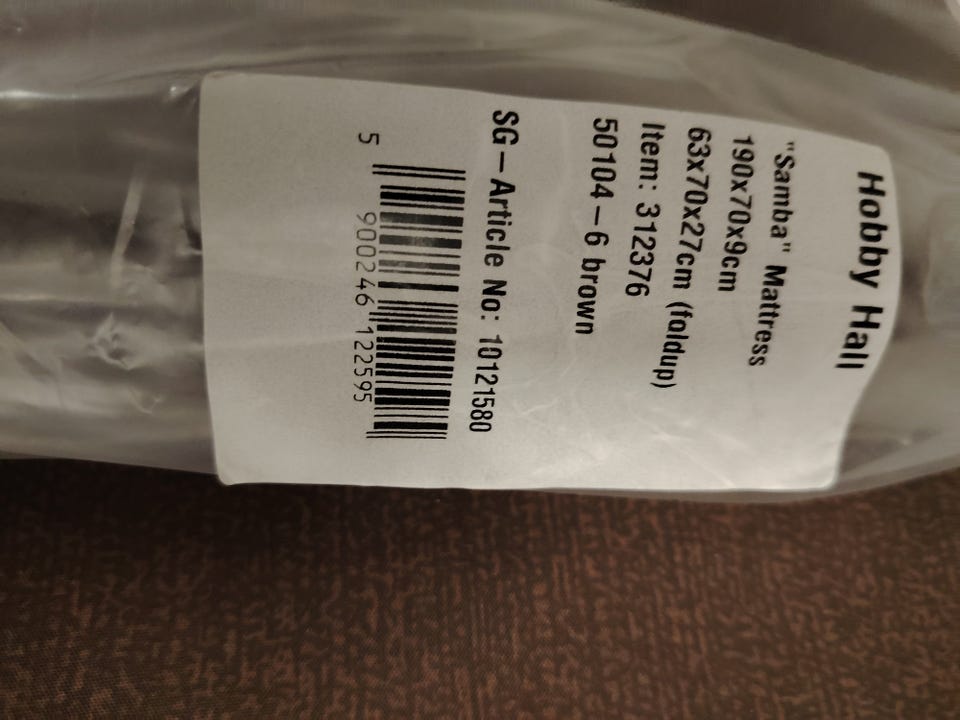 Hobby Hall
"Samba" Mattress
190x70x9cm
63x70x27cm (foldup)
Item: 312376
50104-6 brown
SG-Article No: 10121580
5 900246 122595